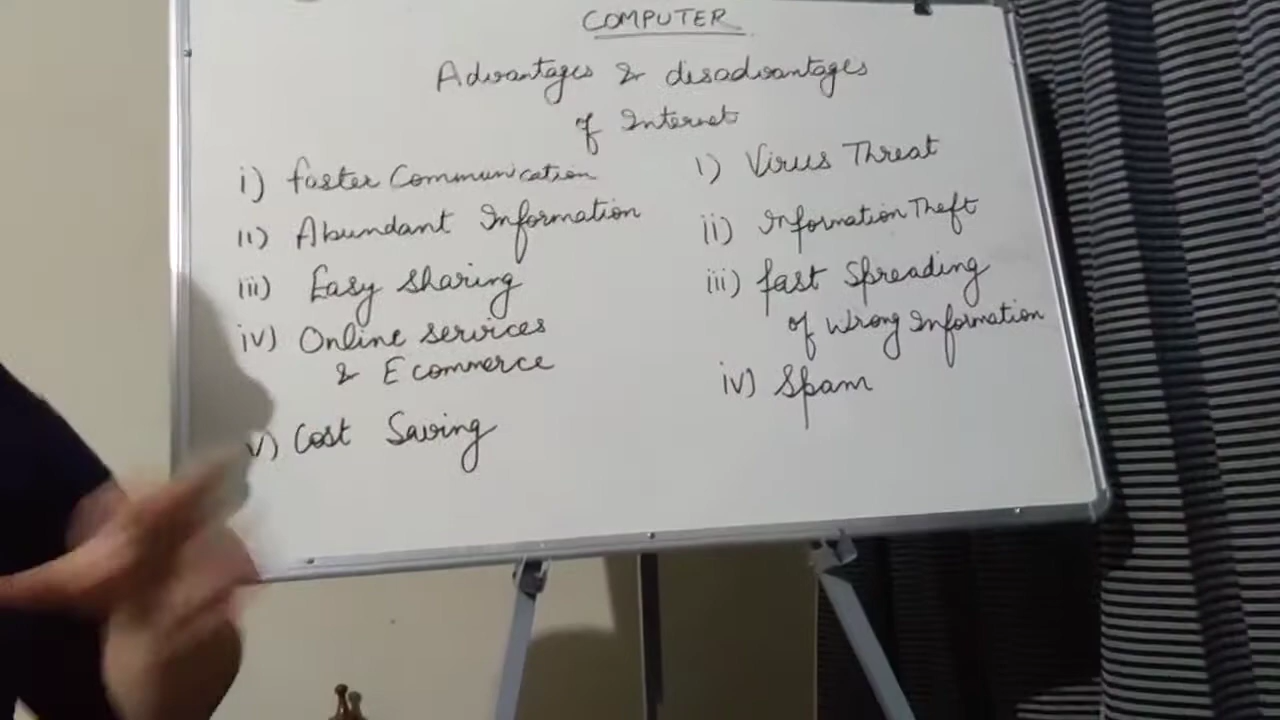 COMPUTER
Advantages & disadvantages
of Internet
i) faster Communication
ii) Abundant Information
iii) Easy sharing
iv) Online services
& Ecommerce
v) Cost Saving
i) Virus Threat
ii) Information Theft
iii) fast Spreading
of Wrong Information
iv) Spam